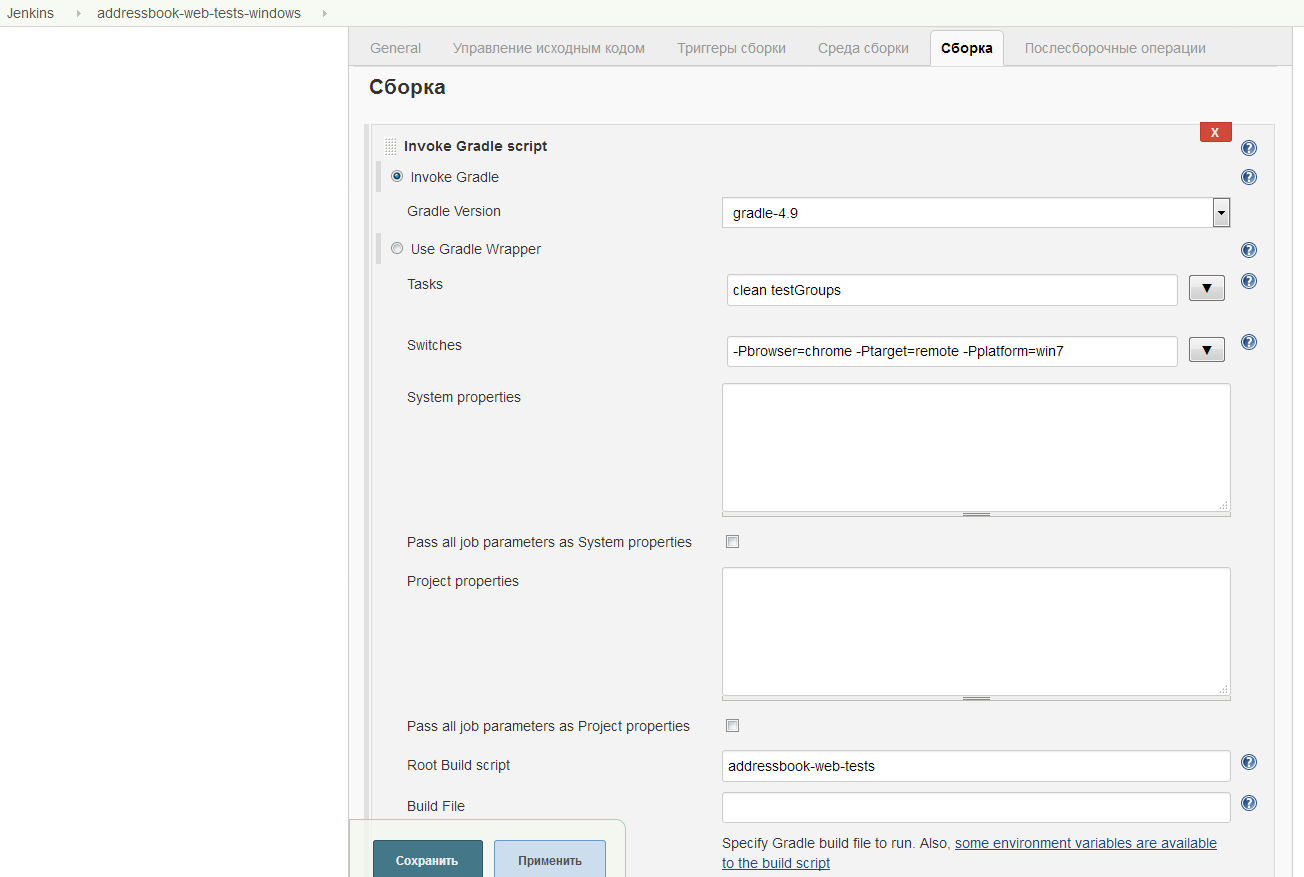 Jenkins addressbook-web-tests-windows
General Управление исходным кодом Триггеры сборки Среда сборки Сборка Послесборочные операции
Сборка
X
Invoke Gradle script
Invoke Gradle
Gradle Version gradle-4.9
Use Gradle Wrapper
Tasks clean testGroups
Switches -Pbrowser=chrome -Ptarget=remote -Pplatform=win7
System properties
Pass all job parameters as System properties
Project properties
Pass all job parameters as Project properties
Root Build script addressbook-web-tests
Build File
Specify Gradle build file to run. Also, some environment variables are available
to the build script
Сохранить Применить